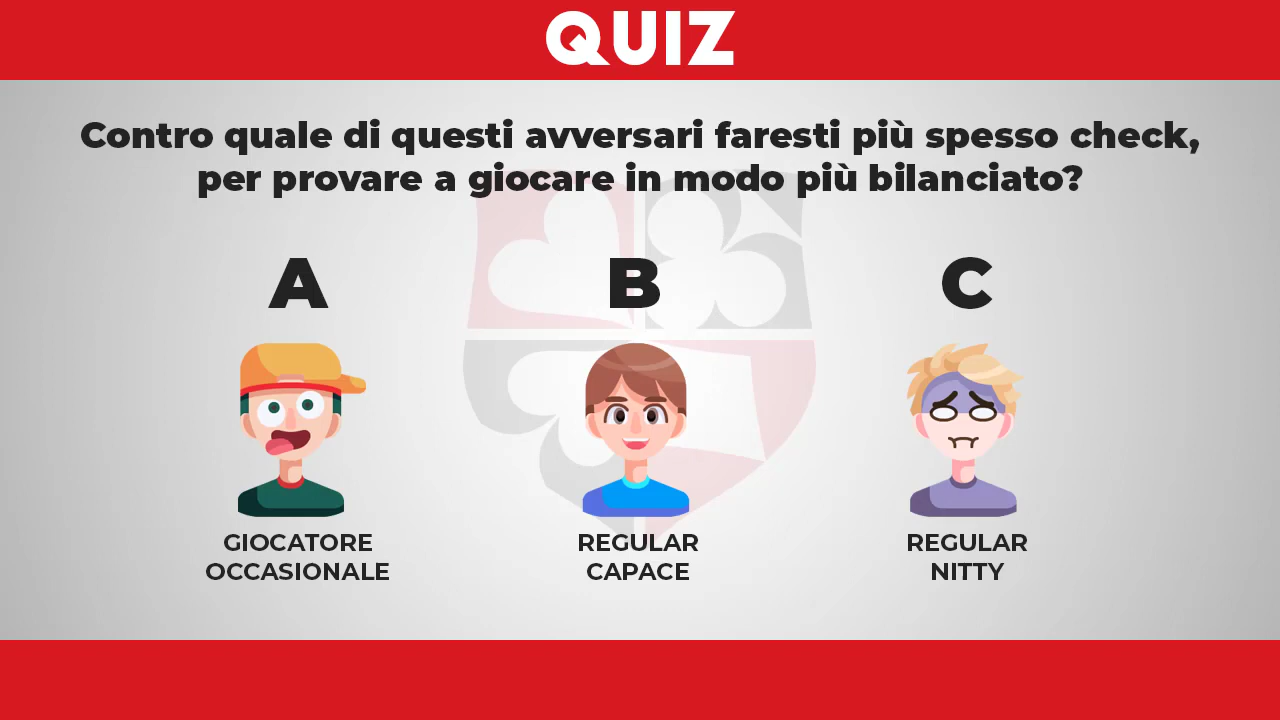 QUIZ
Contro quale di questi avversari faresti più spesso check,
per provare a giocare in modo più bilanciato?
A
B
C
GIOCATORE
OCCASIONALE
REGULAR
CAPACE
REGULAR
NITTY